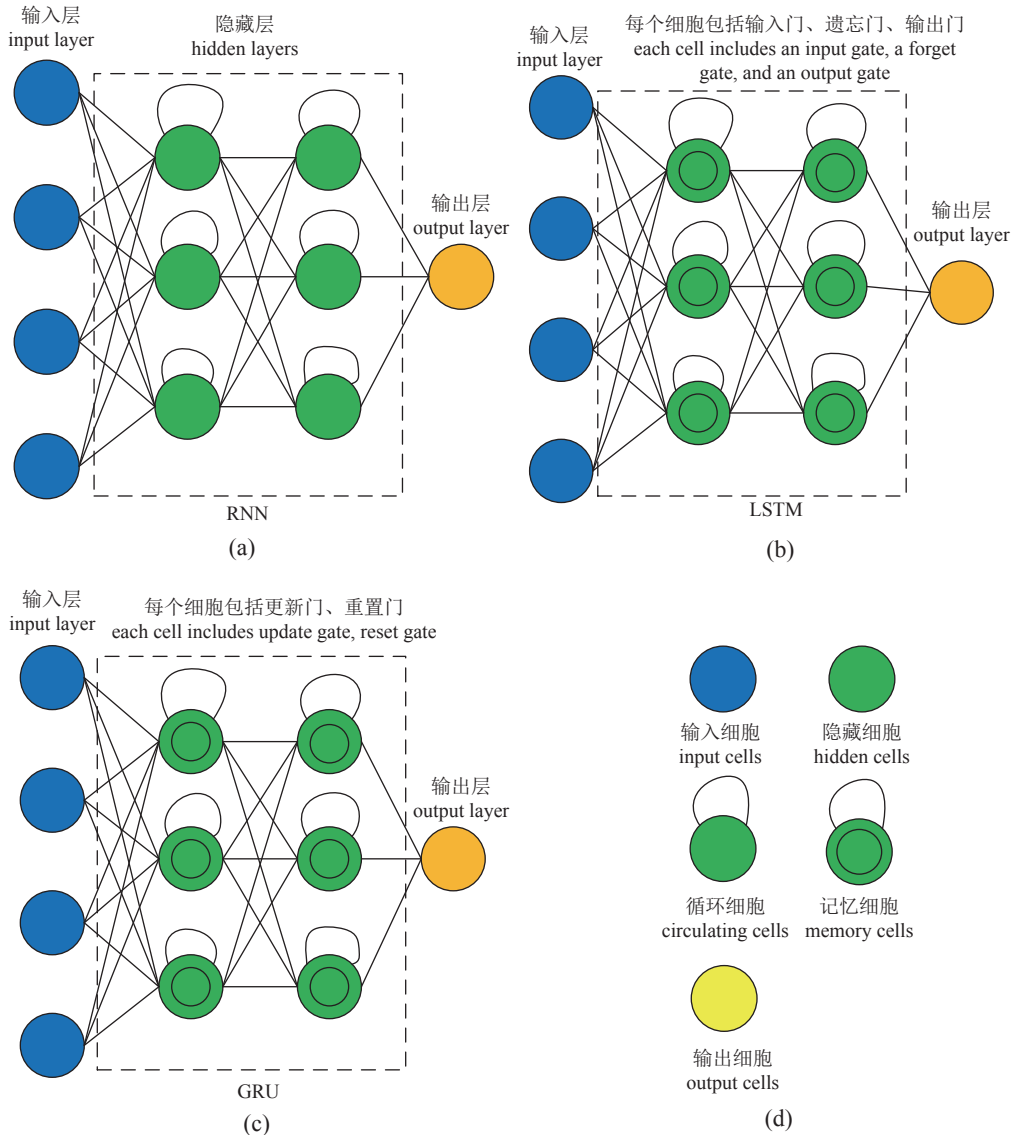 输入层
input layer
隐藏层
hidden layers
输出层
output layer
RNN
(a)
每个细胞包括输入门、遗忘门、输出门
each cell includes an input gate, a forget
gate, and an output gate
输入层
input layer
输出层
output layer
LSTM
(b)
输入层
input layer
每个细胞包括更新门、重置门
each cell includes update gate, reset gate
输出层
output layer
GRU
(c)
输入细胞
input cells
隐藏细胞
hidden cells
循环细胞
circulating cells
记忆细胞
memory cells
输出细胞
output cells
(d)